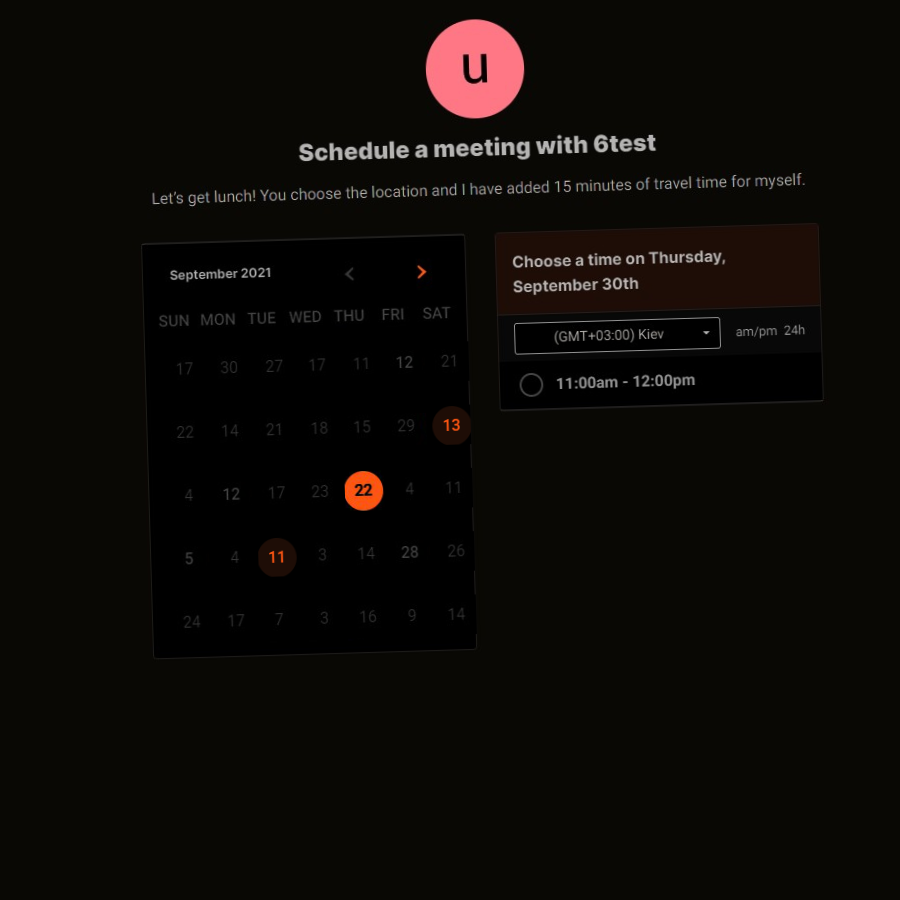 u
Schedule a meeting with 6test
Let's get lunch! You choose the location and I have added 15 minutes of travel time for myself.
September 2021
SUN MON TUE WED THU FRI SAT
17 30 27 17 11 12 21
22 14 21 18 15 29 13
4 12 17 23 22 4 11
5 4 11 3 14 28 26
24 17 7 3 16 9 14
Choose a time on Thursday,
September 30th
(GMT+03:00) Kiev
am/pm 24h
11:00am - 12:00pm